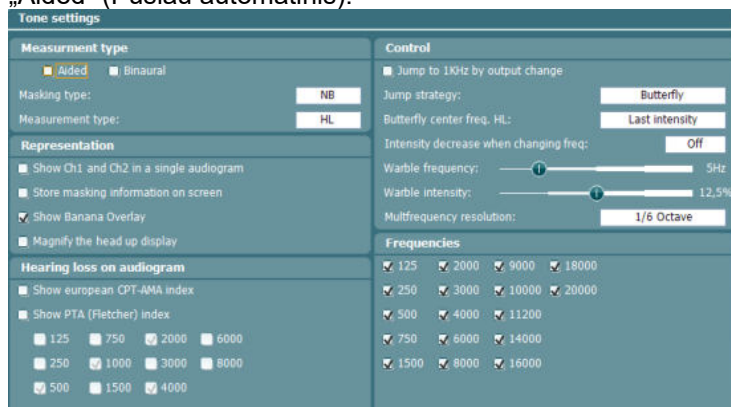 „Aided“ (Pusiau automatinis).
Tone settings
Measurment type
Aided Binaural
Masking type: NB
Measurement type: HL
Representation
Show Ch1 and Ch2 in a single audiogram
Store masking information on screen
Show Banana Overlay
Magnify the head up display
Hearing loss on audiogram
Show european CPT-AMA index
Show PTA (Fletcher) index
125 750 2000 6000
250 1000 3000 8000
500 1500 4000
Control
Jump to 1KHz by output change
Jump strategy: Butterfly
Butterfly center freq. HL: Last intensity
Intensity decrease when changing freq: Off
Warble frequency: 5Hz
Warble intensity: 12,5%
Multfrequency resolution: 1/6 Octave
Frequencies
125 2000 9000 18000
250 3000 10000 20000
500 4000 11200
750 6000 14000
1500 8000 16000